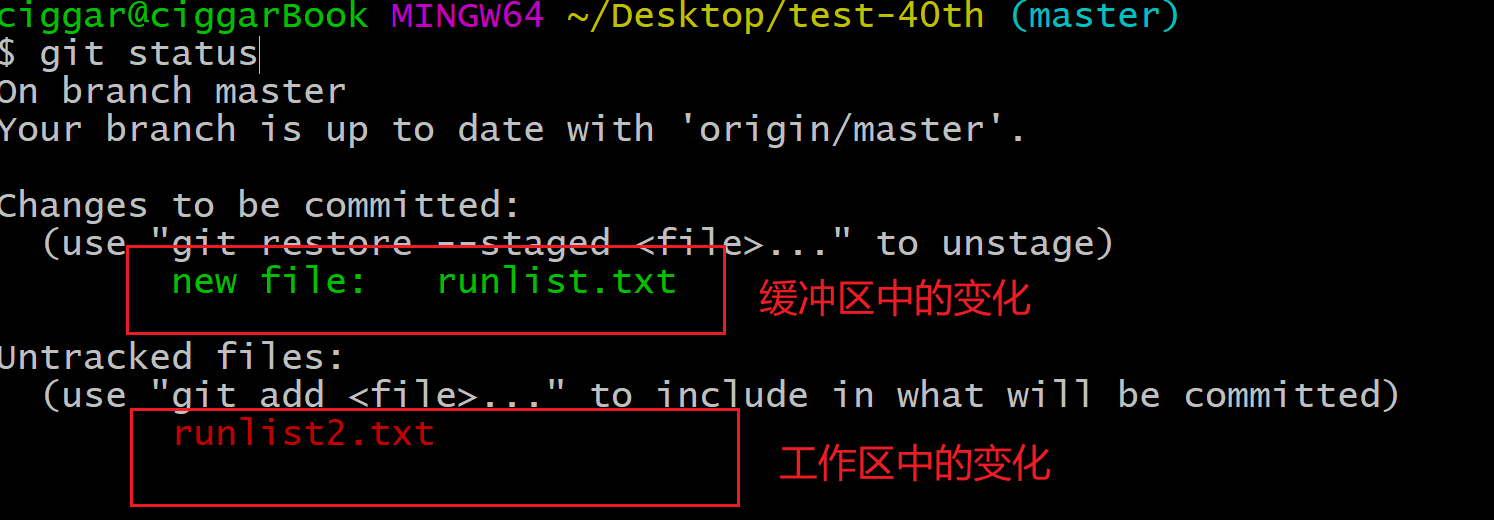 ciggar@ciggarBook MINGW64 ~/Desktop/test-40th (master)
$ git status
On branch master
Your branch is up to date with 'origin/master'.
Changes to be committed:
(use "git restore --staged <file>..." to unstage)
new file: runlist.txt
缓冲区中的变化
Untracked files:
(use "git add <file>..." to include in what will be committed)
runlist2.txt
工作区中的变化